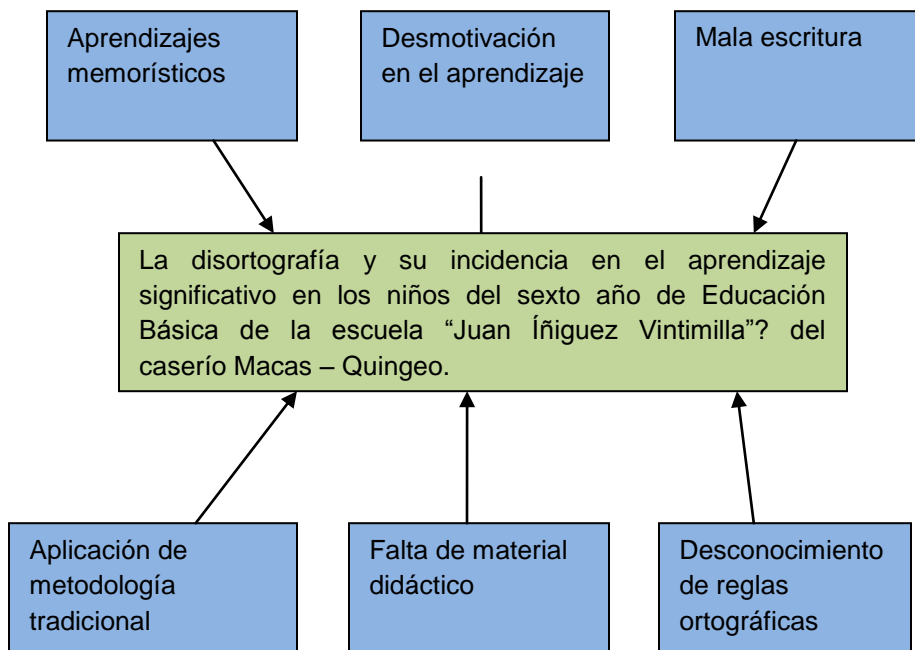 Aprendizajes
memorísticos
Desmotivación
en el aprendizaje
Mala escritura
La disortografía y su incidencia en el aprendizaje
significativo en los niños del sexto año de Educación
Básica de la escuela “Juan Íñiguez Vintimilla”? del
caserío Macas – Quingeo.
Aplicación de
metodología
tradicional
Falta de material
didáctico
Desconocimiento
de reglas
ortográficas